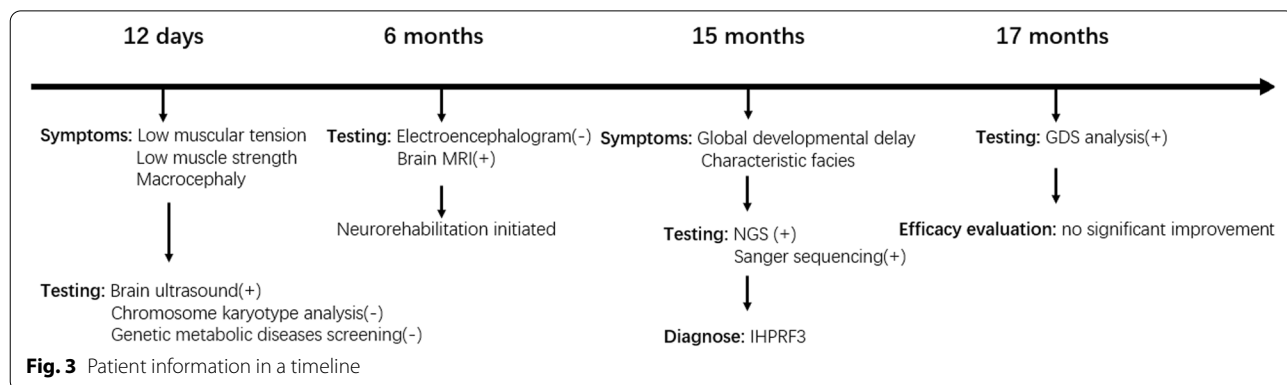 12 days
6 months
15 months
17 months
Symptoms: Low muscular tension
Low muscle strength
Macrocephaly
Testing: Brain ultrasound(+)
Chromosome karyotype analysis(-)
Genetic metabolic diseases screening(-)
Testing: Electroencephalogram(-)
Brain MRI(+)
Neurorehabilitation initiated
Symptoms: Global developmental delay
Characteristic facies
Testing: NGS (+)
Sanger sequencing(+)
Diagnose: IHPRF3
Testing: GDS analysis(+)
Efficacy evaluation: no significant improvement
Fig. 3 Patient information in a timeline